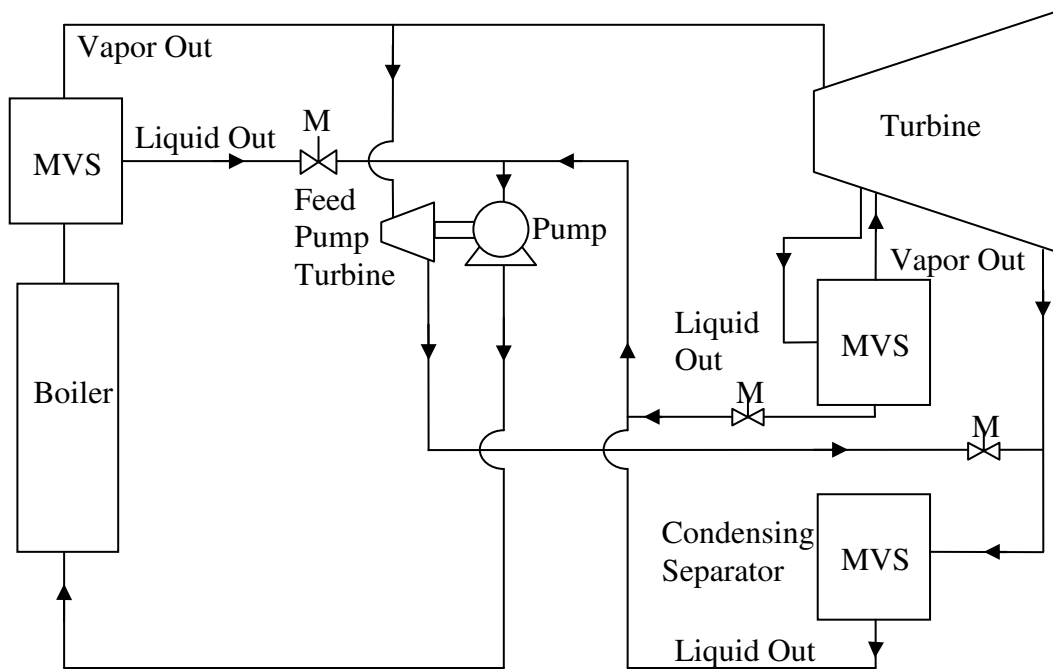 Vapor Out
MVS
Liquid Out
M
Turbine
Feed
Pump
Turbine
Pump
Vapor Out
Liquid
Out
MVS
M
M
Boiler
Condensing
Separator
MVS
Liquid Out